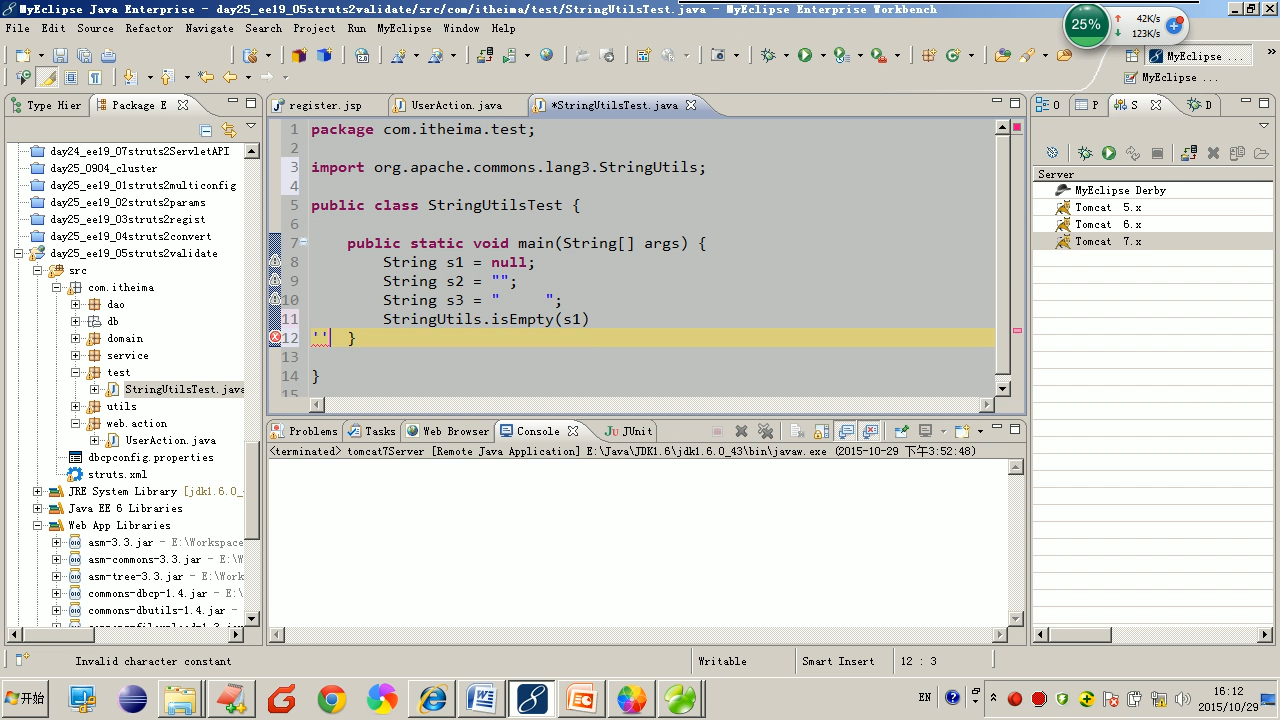 MyEclipse Java Enterprise - day25_ee19_05struts2validate/src/com/itheima/test/StringUtilsTest.java - MyEclipse Enterprise Workbench
25%
42K/s
123K/s
File Edit Source Refactor Navigate Search Project Run MyEclipse Window Help
MyEclipse ...
MyEclipse ...
Type Hier
Package E
register.jsp
UserAction.java
*StringUtilsTest.java
O
P
S
D
day24_ee19_07struts2ServletAPI
day25_0904_cluster
day25_ee19_01struts2multiconfig
day25_ee19_02struts2params
day25_ee19_03struts2regist
day25_ee19_04struts2convert
day25_ee19_05struts2validate
src
com.itheima
dao
db
domain
service
test
StringUtilsTest.java
utils
web.action
UserAction.java
dbcpconfig.properties
struts.xml
JRE System Library [jdk1.6.0_
Java EE 6 Libraries
Web App Libraries
asm-3.3.jar - E:\Workspace
asm-commons-3.3.jar - E:\W
asm-tree-3.3.jar - E:\Work
commons-dbcp-1.4.jar - E:\
commons-dbutils-1.4.jar -
1 package com.itheima.test;
2
3 import org.apache.commons.lang3.StringUtils;
4
5 public class StringUtilsTest {
6
7 public static void main(String[] args) {
8 String s1 = null;
9 String s2 = "";
10 String s3 = "     ";
11 StringUtils.isEmpty(s1)
12 '' }
13
14 }
15
Server
MyEclipse Derby
Tomcat 5.x
Tomcat 6.x
Tomcat 7.x
Problems
Tasks
Web Browser
Console
JUnit
<terminated> tomcat7Server [Remote Java Application] E:\Java\JDK1.6\jdk1.6.0_43\bin\javaw.exe (2015-10-29 下午3:52:48)
Invalid character constant
Writable
Smart Insert
12 : 3
开始
EN
16:12
2015/10/29